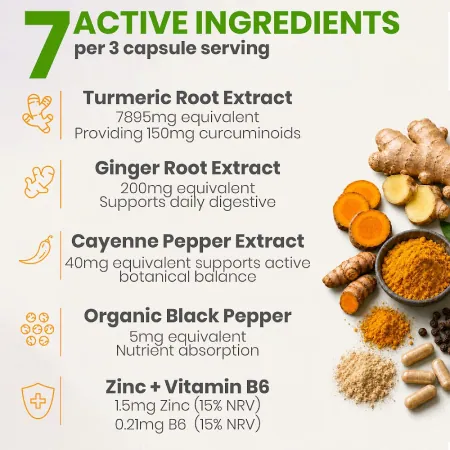 7 ACTIVE INGREDIENTS
per 3 capsule serving
Turmeric Root Extract
7895mg equivalent
Providing 150mg curcuminoids
Ginger Root Extract
200mg equivalent
Supports daily digestive
Cayenne Pepper Extract
40mg equivalent supports active
botanical balance
Organic Black Pepper
5mg equivalent
Nutrient absorption
Zinc + Vitamin B6
1.5mg Zinc (15% NRV)
0.21mg B6 (15% NRV)